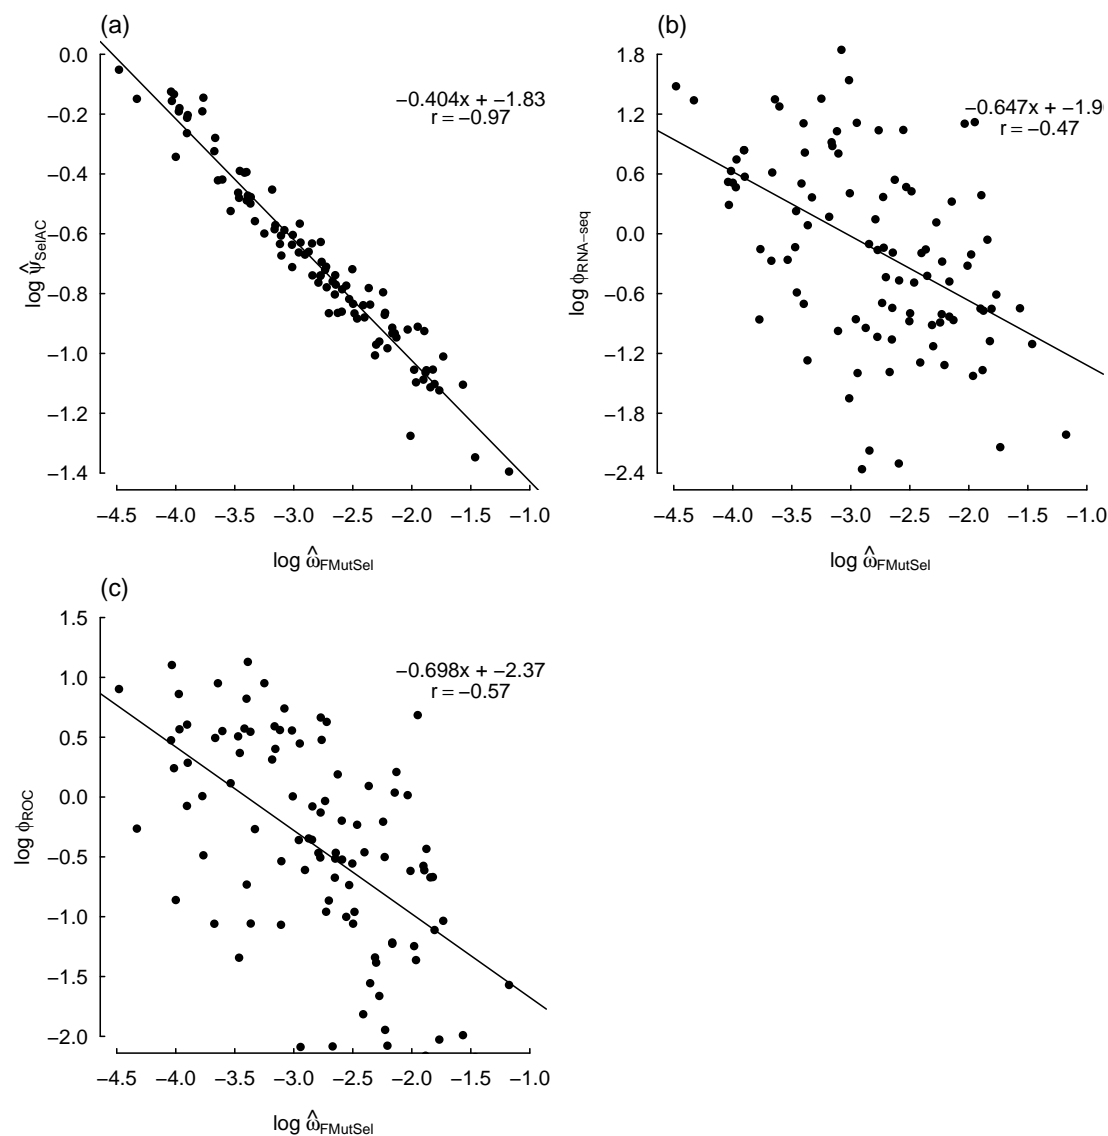 (a)
0.0
−0.2
−0.4
−0.6
−0.8
−1.0
−1.2
−1.4
log ψ̂SelAC
−0.404x + −1.83
r = −0.97
−4.5 −4.0 −3.5 −3.0 −2.5 −2.0 −1.5 −1.0
log ω̂FMutSel
(b)
1.8
1.2
0.6
0.0
−0.6
−1.2
−1.8
−2.4
log ϕRNA−seq
−0.647x + −1.9
r = −0.47
−4.5 −4.0 −3.5 −3.0 −2.5 −2.0 −1.5 −1.0
log ω̂FMutSel
(c)
1.5
1.0
0.5
0.0
−0.5
−1.0
−1.5
−2.0
log ϕROC
−0.698x + −2.37
r = −0.57
−4.5 −4.0 −3.5 −3.0 −2.5 −2.0 −1.5 −1.0
log ω̂FMutSel